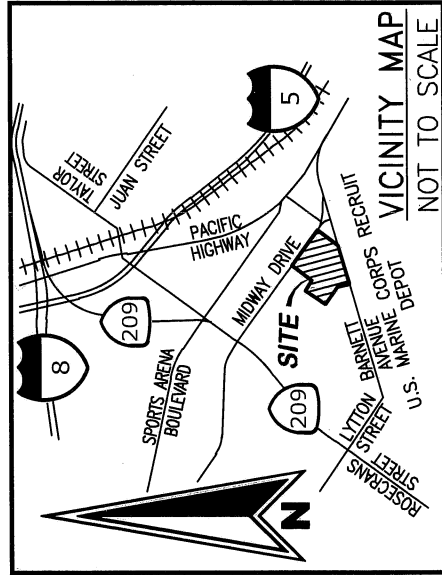 8
TAYLOR
STREET
JUAN STREET
5
209
PACIFIC
HIGHWAY
SPORTS ARENA
BOULEVARD
MIDWAY DRIVE
SITE
209
LYTTON
STREET
BARNETT
AVENUE
ROSECRANS
STREET
U.S. MARINE CORPS RECRUIT
DEPOT
N
VICINITY MAP
NOT TO SCALE